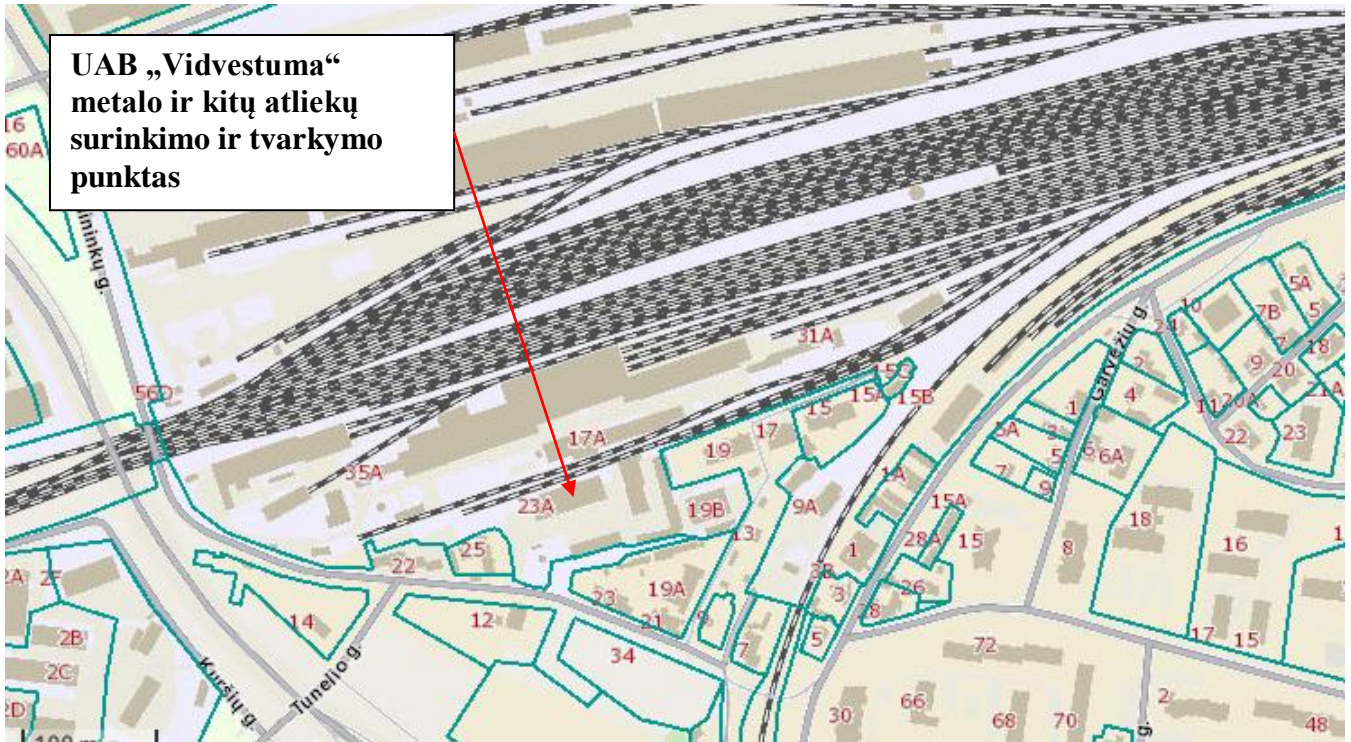 UAB „Vidvestuma“
metalo ir kitų atliekų
surinkimo ir tvarkymo
punktas
16
60A
ininkų g.
56D
35A
31A
17A
23A
15C
15A
15B
15
17
19
19B
9A
13
22
25
23
19A
21
9
7
14
12
34
2A
2F
2B
2C
2D
Kuršių g.
Tunelio g.
1A
15A
28A
15
1
3B
3
26
28
5
Garvežių g.
24
10
5A
7B
5
7
18
9
20
21A
20A
11
22
23
2
4
1
3A
3
5
6A
7
9
8
18
16
17
15
72
66
68
70
30
2
48
g.